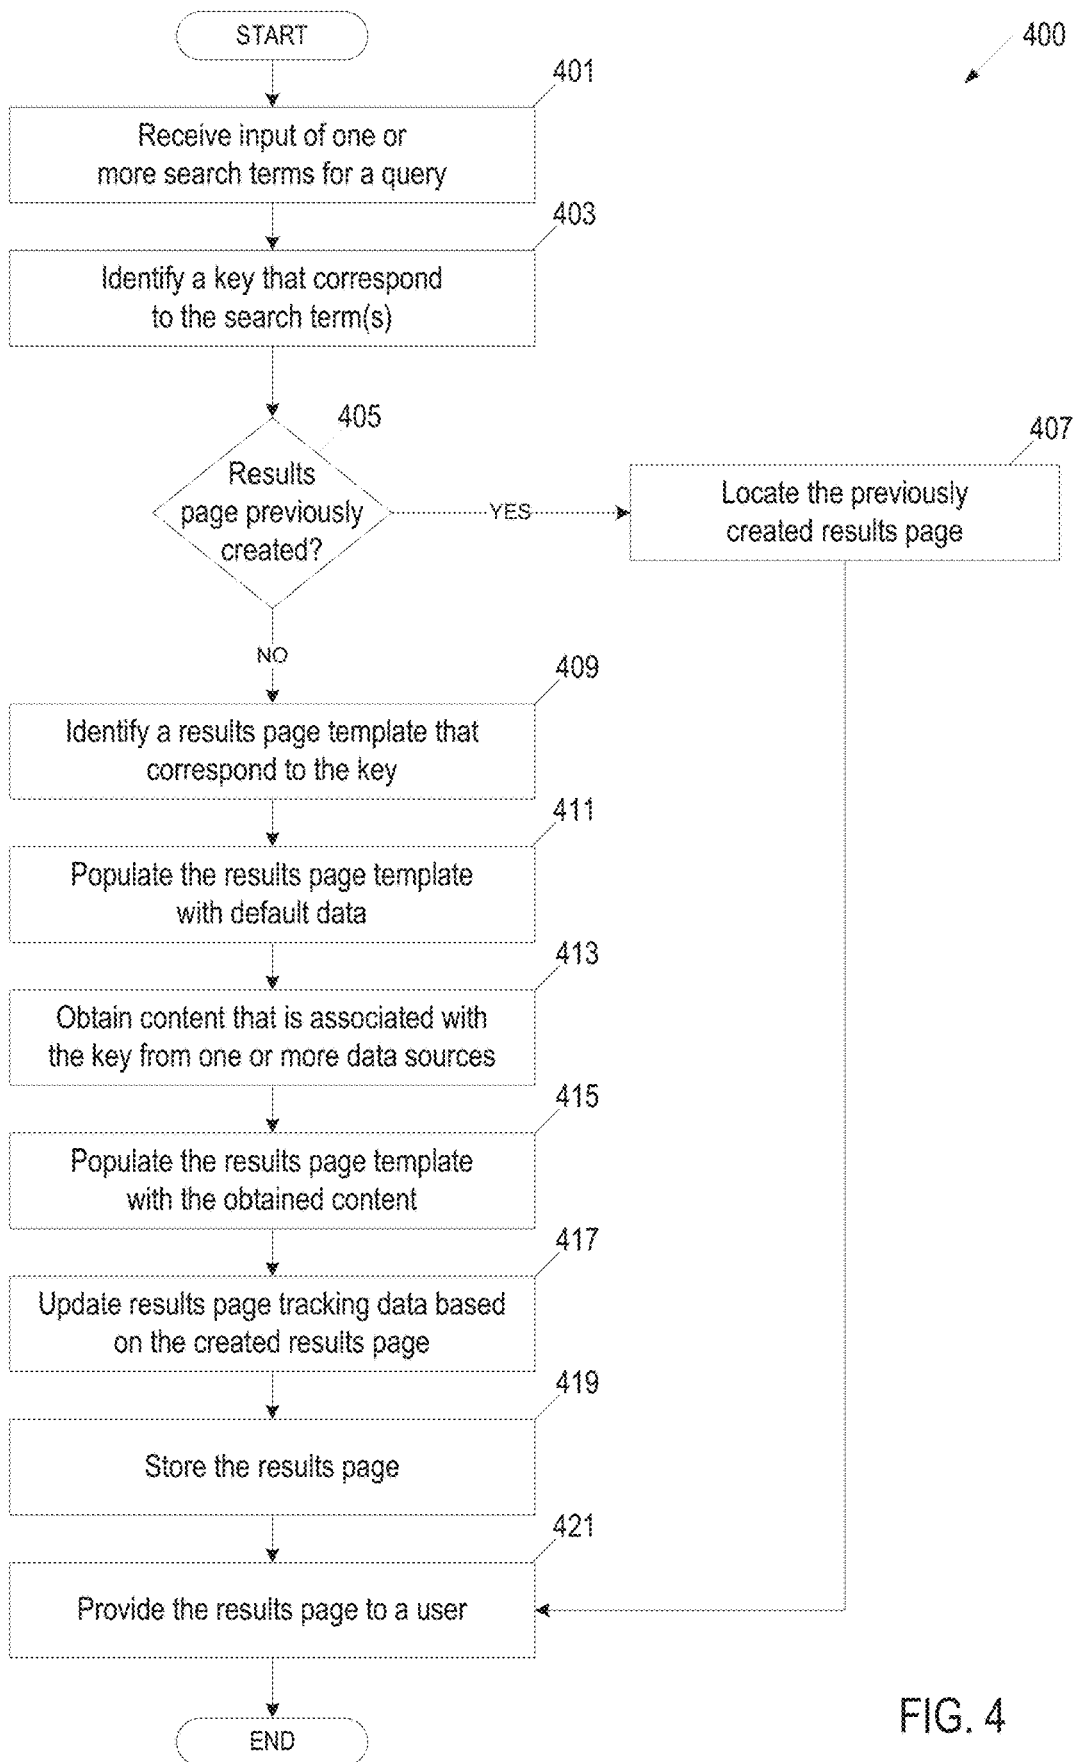 START
400
401
Receive input of one or
more search terms for a query
403
Identify a key that correspond
to the search term(s)
405
Results
page previously
created?
YES
407
Locate the previously
created results page
NO
409
Identify a results page template that
correspond to the key
411
Populate the results page template
with default data
413
Obtain content that is associated with
the key from one or more data sources
415
Populate the results page template
with the obtained content
417
Update results page tracking data based
on the created results page
419
Store the results page
421
Provide the results page to a user
END
FIG. 4